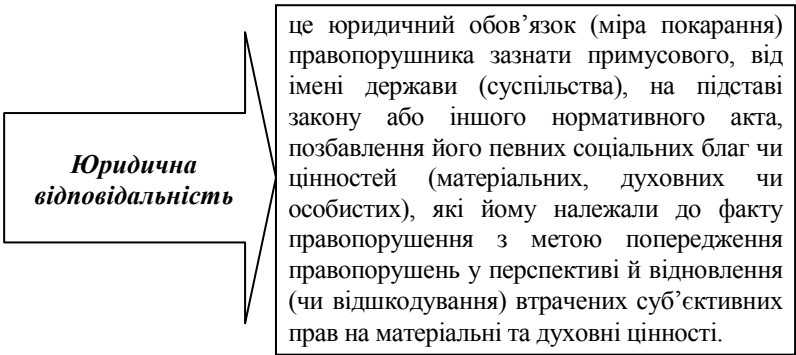 Юридична
відповідальність
це юридичний обов’язок (міра покарання)
правопорушника зазнати примусового, від
імені держави (суспільства), на підставі
закону або іншого нормативного акта,
позбавлення його певних соціальних благ чи
цінностей (матеріальних, духовних чи
особистих), які йому належали до факту
правопорушення з метою попередження
правопорушень у перспективі й відновлення
(чи відшкодування) втрачених суб’єктивних
прав на матеріальні та духовні цінності.